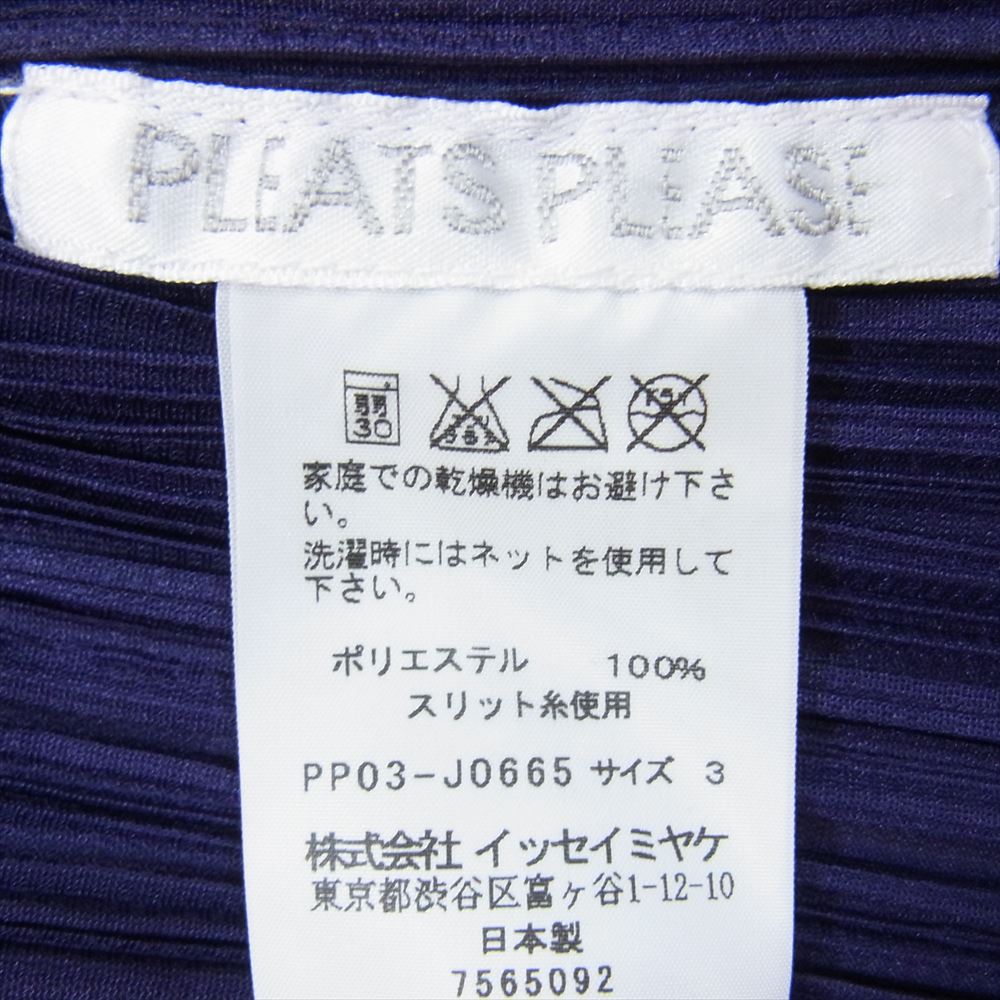 PLEATS PLEASE
弱
30
家庭での乾燥機はお避け下さ
い。
洗濯時にはネットを使用して
下さい。
ポリエステル 100%
スリット糸使用
PP03-J0665 サイズ 3
株式会社 イッセイミヤケ
東京都渋谷区富ヶ谷1-12-10
日本製
7565092